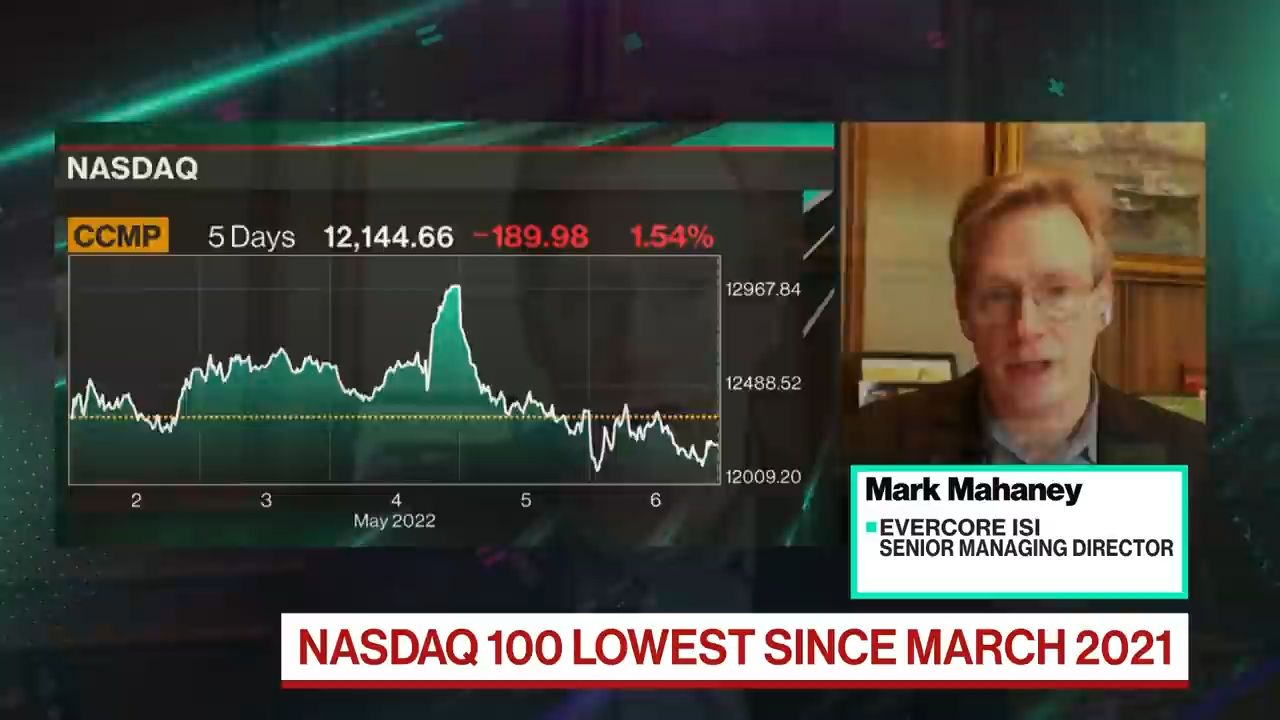 NASDAQ
CCMP 5 Days 12,144.66 -189.98 1.54%
12967.84
12488.52
12009.20
2 3 4 5 6
May 2022
Mark Mahaney
EVERCORE ISI
SENIOR MANAGING DIRECTOR
NASDAQ 100 LOWEST SINCE MARCH 2021